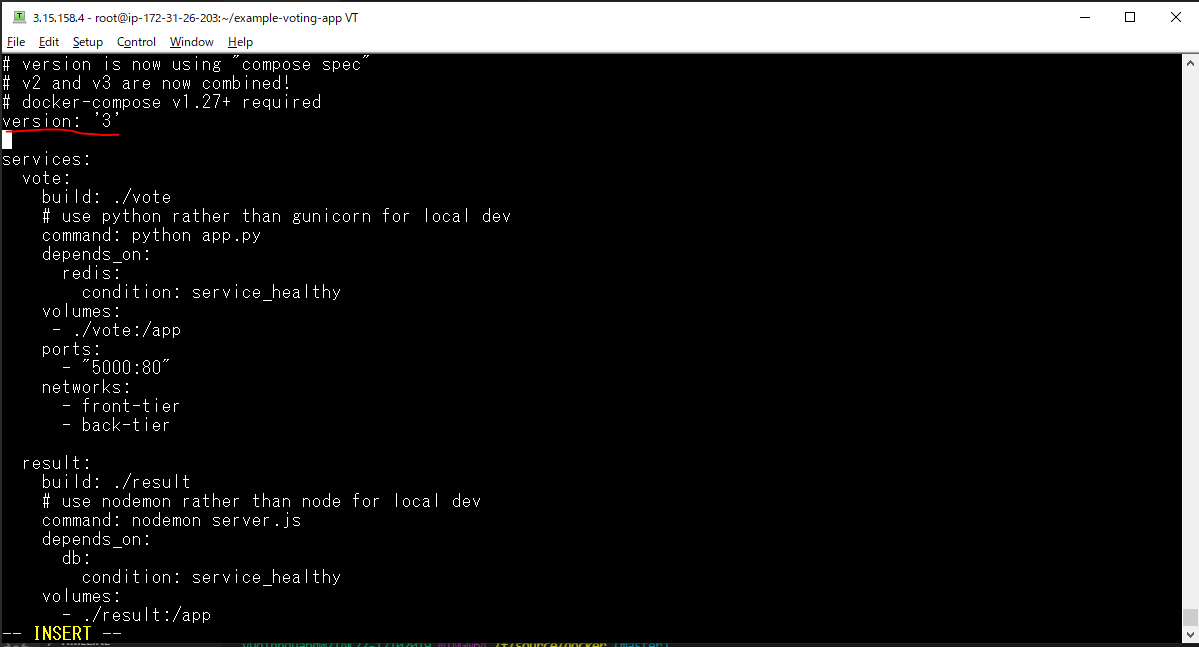 3.15.158.4 - root@ip-172-31-26-203:~/example-voting-app VT
File Edit Setup Control Window Help
# version is now using "compose spec"
# v2 and v3 are now combined!
# docker-compose v1.27+ required
version: '3'
services:
  vote:
    build: ./vote
    # use python rather than gunicorn for local dev
    command: python app.py
    depends_on:
      redis:
        condition: service_healthy
    volumes:
     - ./vote:/app
    ports:
      - "5000:80"
    networks:
      - front-tier
      - back-tier
  result:
    build: ./result
    # use nodemon rather than node for local dev
    command: nodemon server.js
    depends_on:
      db:
        condition: service_healthy
    volumes:
      - ./result:/app
-- INSERT --